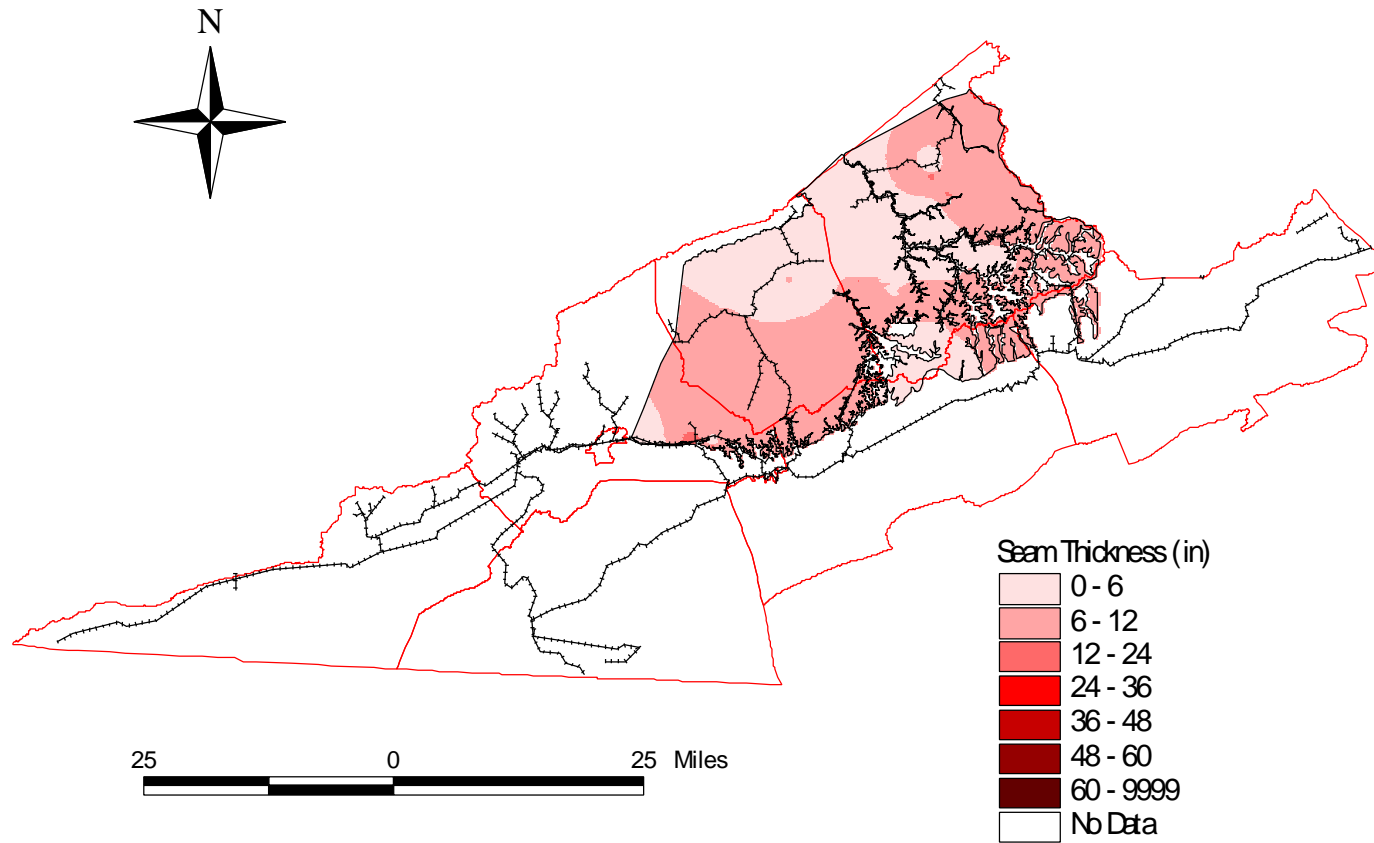 N
25 0 25 Miles
Seam Thickness (in)
0 - 6
6 - 12
12 - 24
24 - 36
36 - 48
48 - 60
60 - 9999
No Data